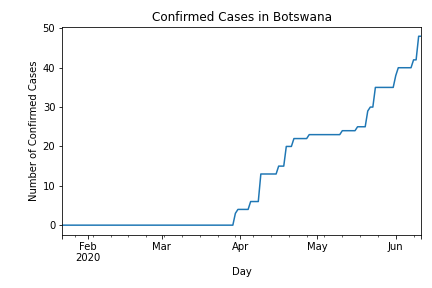 Confirmed Cases in Botswana
50
40
30
20
10
0
Number of Confirmed Cases
Feb Mar Apr May Jun
2020
Day